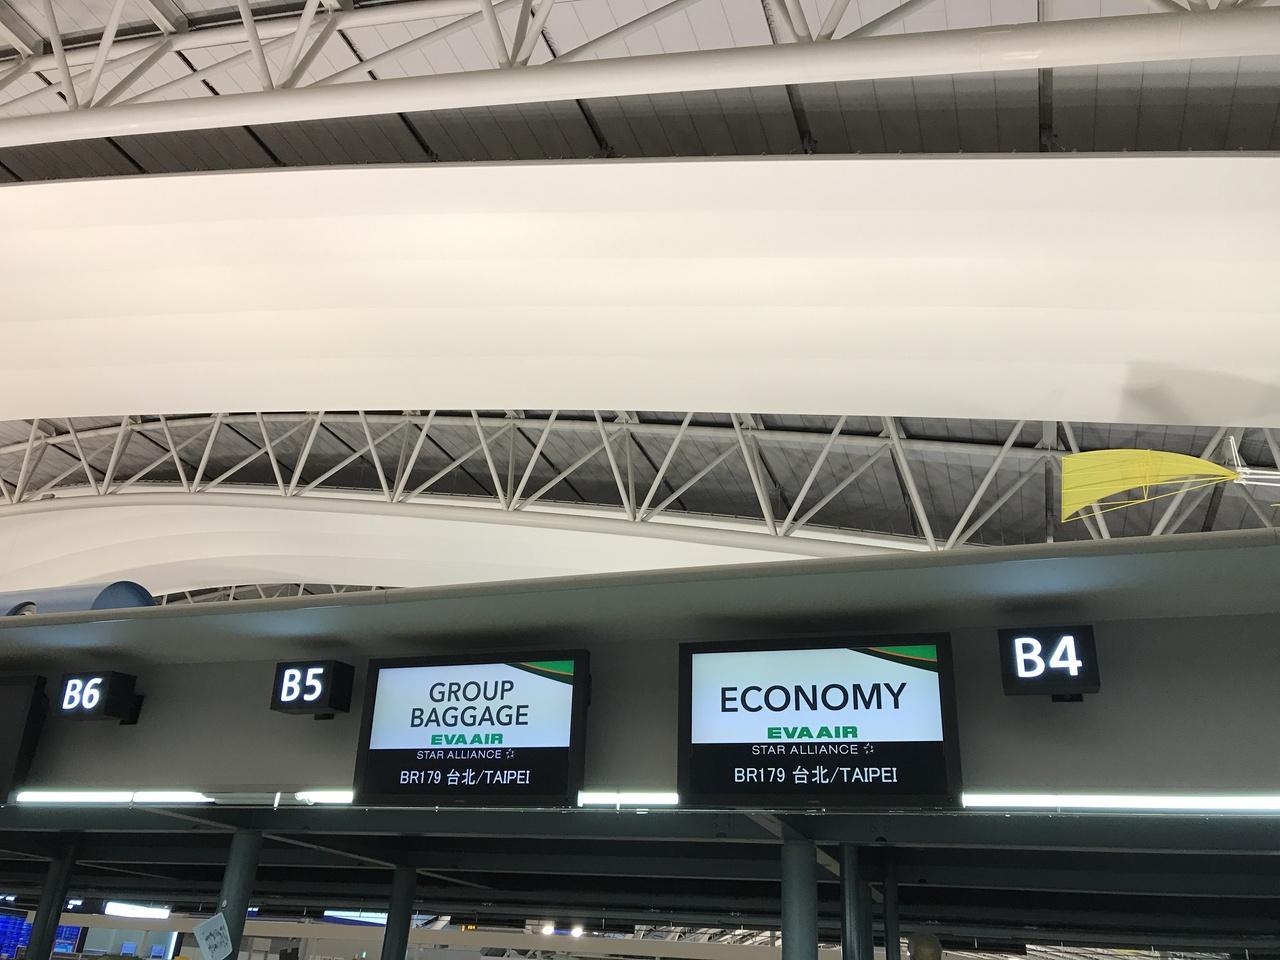 B6
B5
GROUP
BAGGAGE
EVA AIR
STAR ALLIANCE
BR179 台北/TAIPEI
ECONOMY
EVA AIR
STAR ALLIANCE
BR179 台北/TAIPEI
B4